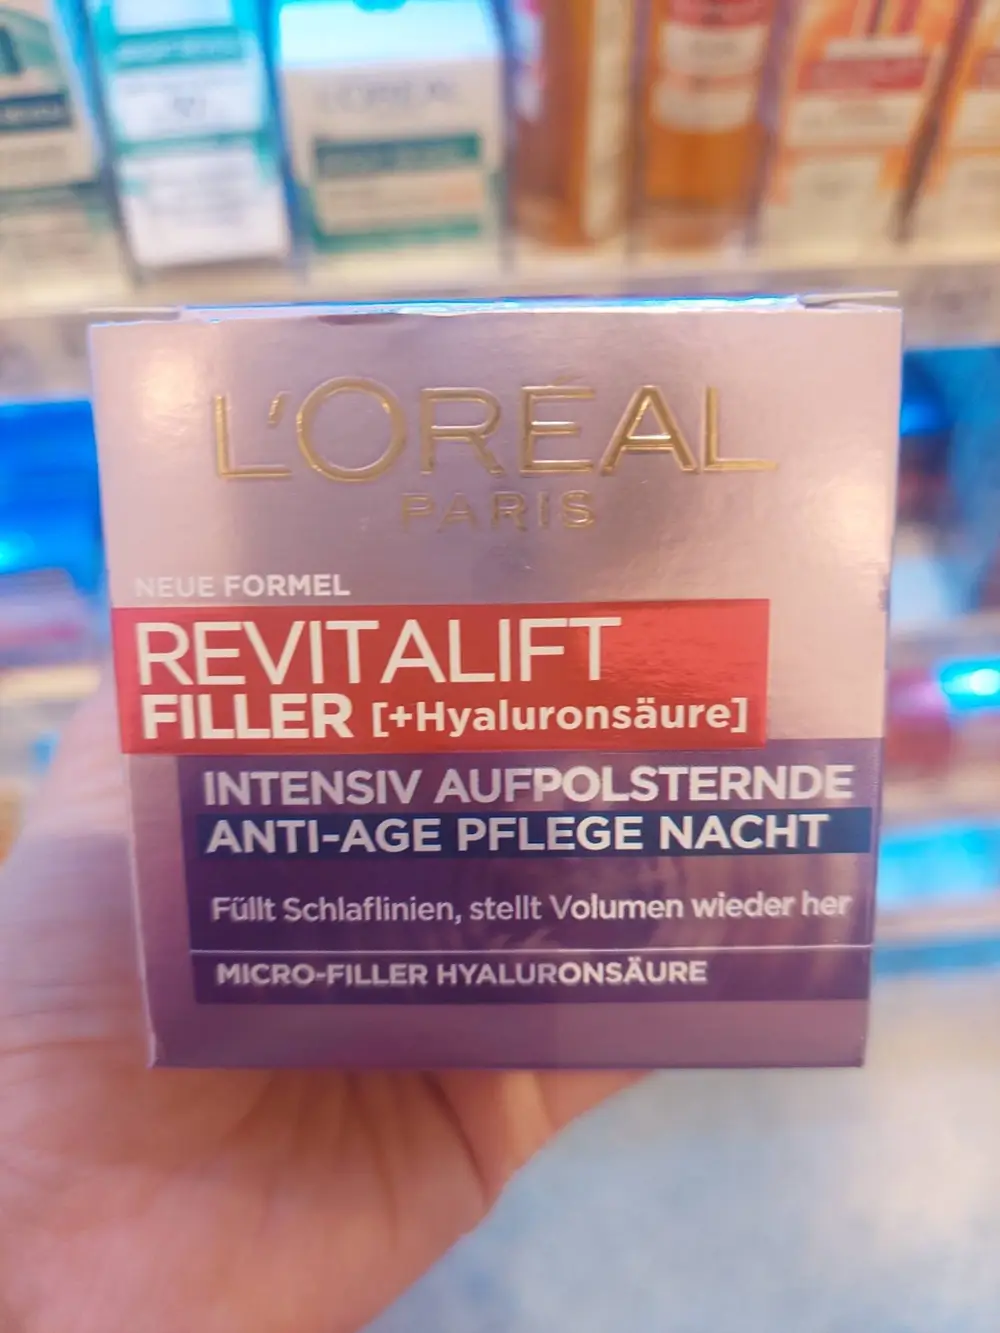 L'ORÉAL
PARIS
NEUE FORMEL
REVITALIFT
FILLER [+Hyaluronsäure]
INTENSIV AUFPOLSTERNDE
ANTI-AGE PFLEGE NACHT
Füllt Schlaflinien, stellt Volumen wieder her
MICRO-FILLER HYALURONSÄURE